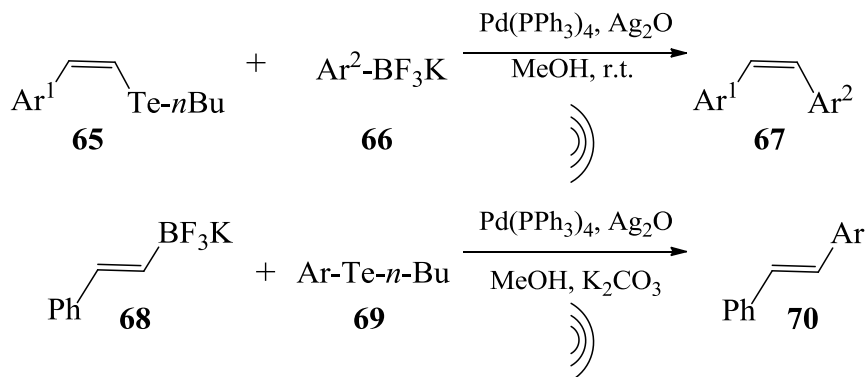 Pd(PPh3)4, Ag2O
Ar1 Te-nBu + Ar2-BF3K MeOH, r.t. Ar1 Ar2
65 66 67
BF3K Pd(PPh3)4, Ag2O Ar
Ph + Ar-Te-n-Bu MeOH, K2CO3 Ph
68 69 70